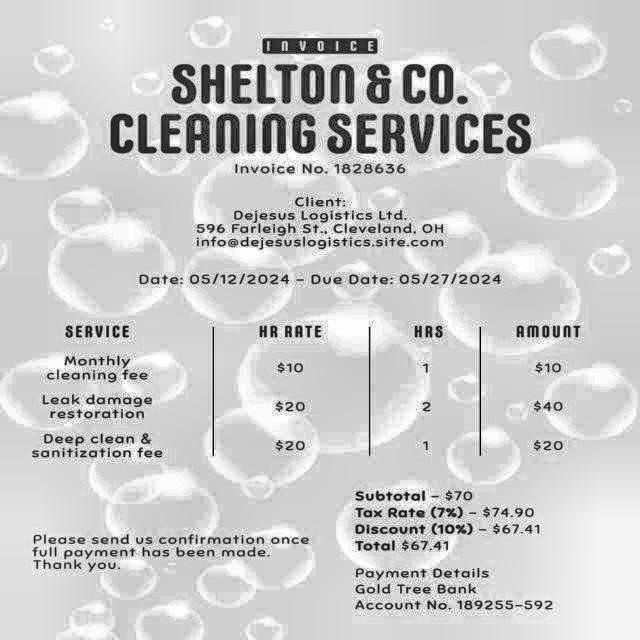 INVOICE
SHELTON & CO.
CLEANING SERVICES
Invoice No. 1828636
Client:
Dejesus Logistics Ltd.
596 Farleigh St., Cleveland, OH
info@dejesuslogistics.site.com
Date: 05/12/2024 – Due Date: 05/27/2024
SERVICE HR RATE HRS AMOUNT
Monthly
cleaning fee $10 1 $10
Leak damage
restoration $20 2 $40
Deep clean &
sanitization fee $20 1 $20
Subtotal – $70
Tax Rate (7%) – $74.90
Discount (10%) – $67.41
Total $67.41
Please send us confirmation once
full payment has been made.
Thank you.
Payment Details
Gold Tree Bank
Account No. 189255-592